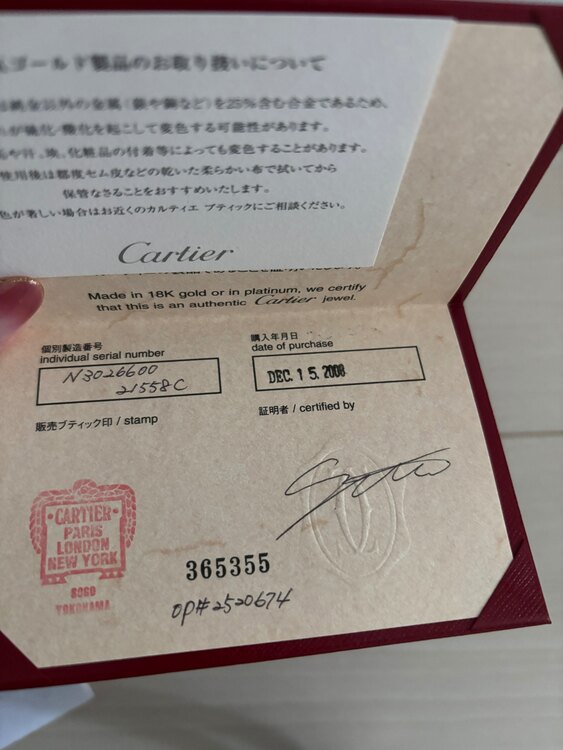 ゴールド製品のお取り扱いについて
純金以外の金属(銀や銅など)を25%含む合金であるため、
が硫化・酸化を起こして変色する可能性があります。
や汗、埃、化粧品の付着等によっても変色することがあります。
使用後は都度セム皮などの乾いた柔らかい布で拭いてから
保管なさることをおすすめいたします。
色が著しい場合はお近くのカルティエ ブティックにご相談ください。
Cartier
Made in 18K gold or in platinum, we certify
that this is an authentic Cartier jewel.
個別製造番号
individual serial number
N3026600
21558C
購入年月日
date of purchase
DEC. 15. 2008
販売ブティック印 / stamp
証明者 / certified by
CARTIER
PARIS
LONDON
NEW YORK
SOGO
YOKOHAMA
365355
OP# 2520674